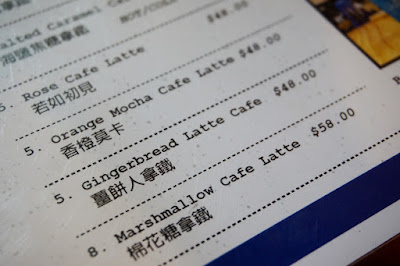 alted Caramel Ca
海鹽焦糖拿鐵
$48.00
5. Rose Cafe Latte
若如初見
5. Orange Mocha Cafe Latte $48.00
香橙莫卡
5. Gingerbread Latte Cafe $48.00
薑餅人拿鐵
8. Marshmallow Cafe Latte $58.00
棉花糖拿鐵